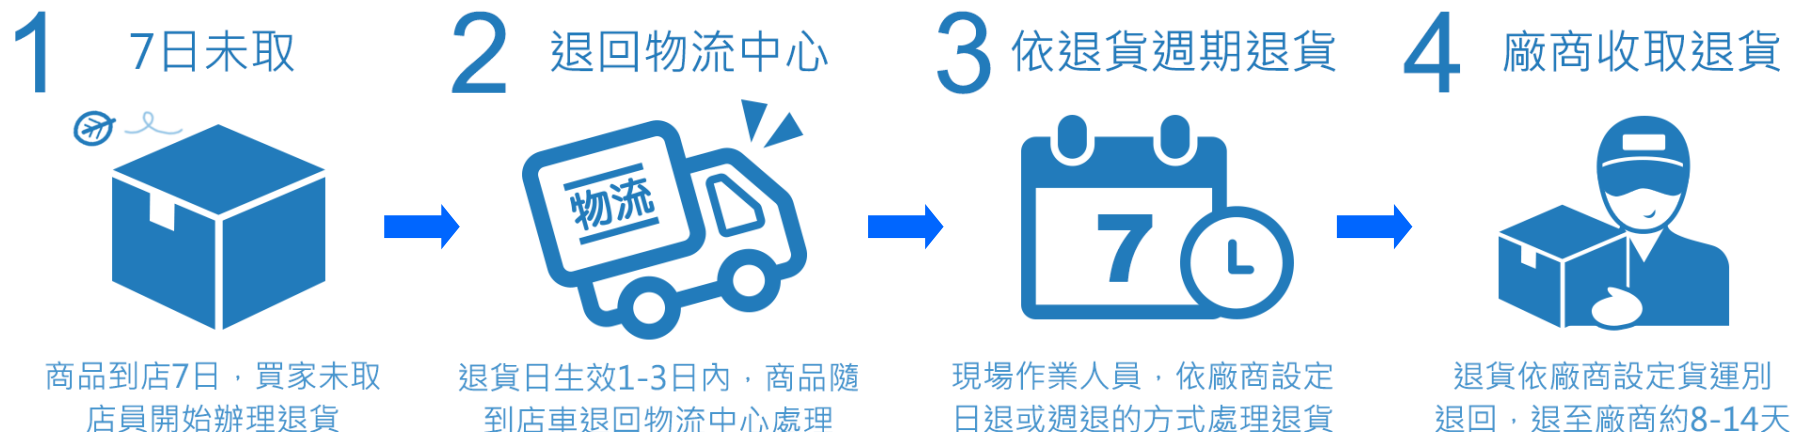 1
7日未取
商品到店7日，買家未取
店員開始辦理退貨
2
退回物流中心
物流
退貨日生效1-3日內，商品隨
到店車退回物流中心處理
3
依退貨週期退貨
7
現場作業人員，依廠商設定
日退或週退的方式處理退貨
4
廠商收取退貨
退貨依廠商設定貨運別
退回，退至廠商約8-14天